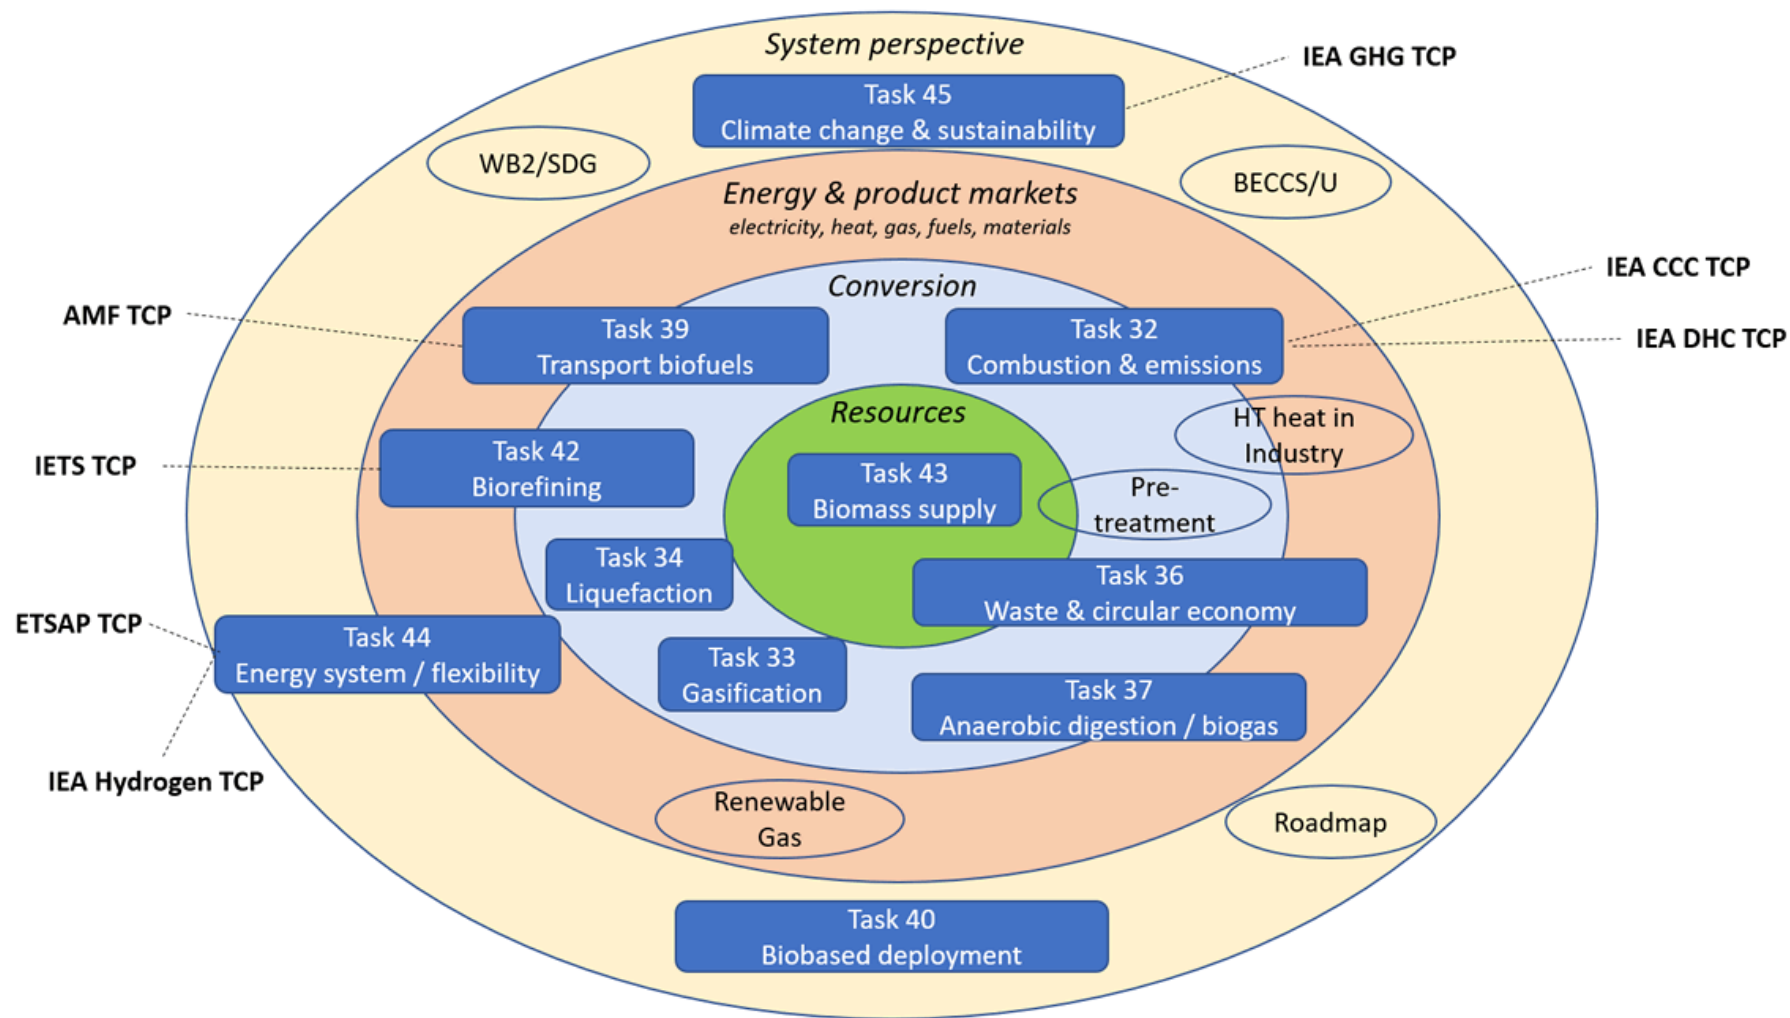 System perspective
IEA GHG TCP
Task 45
Climate change & sustainability
WB2/SDG
BECCS/U
Energy & product markets
electricity, heat, gas, fuels, materials
IEA CCC TCP
Conversion
AMF TCP
Task 39
Transport biofuels
Task 32
Combustion & emissions
IEA DHC TCP
Resources
HT heat in
Industry
IETS TCP
Task 42
Biorefining
Task 43
Biomass supply
Pre-
treatment
Task 34
Liquefaction
Task 36
Waste & circular economy
ETSAP TCP
Task 44
Energy system / flexibility
Task 33
Gasification
Task 37
Anaerobic digestion / biogas
IEA Hydrogen TCP
Renewable
Gas
Roadmap
Task 40
Biobased deployment